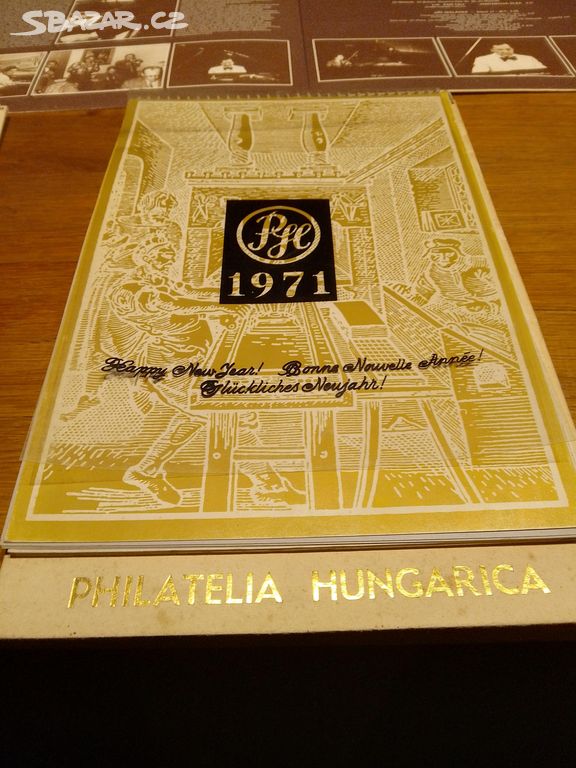 SBAZAR.CZ
PH
1971
Happy New Year! Bonne Nouvelle Année!
Glückliches Neujahr!
PHILATELIA HUNGARICA